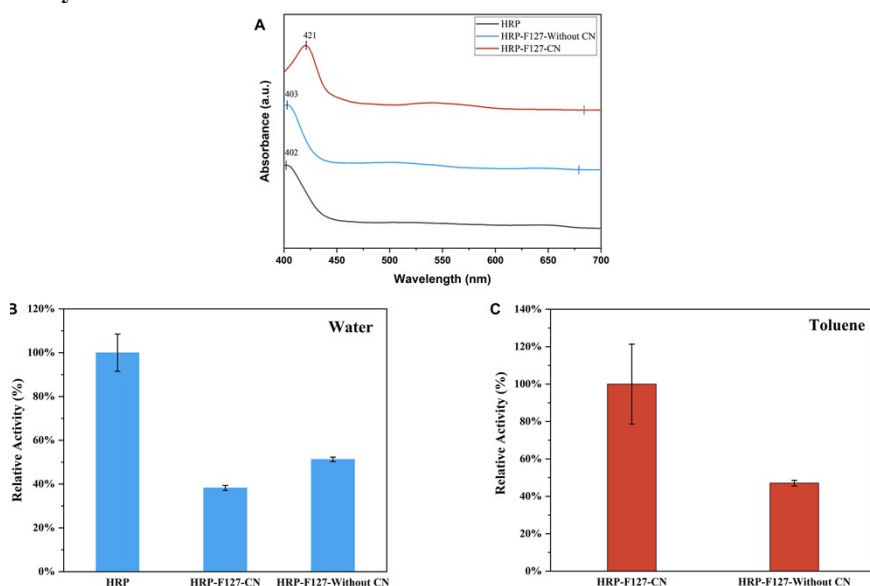 A
421
403
402
HRP
HRP-F127-Without CN
HRP-F127-CN
Absorbance (a.u.)
400 450 500 550 600 650 700
Wavelength (nm)
B
Water
120%
100%
80%
60%
40%
20%
0%
Relative Activity (%)
HRP HRP-F127-CN HRP-F127-Without CN
C
Toluene
140%
120%
100%
80%
60%
40%
20%
0%
Relative Activity (%)
HRP-F127-CN HRP-F127-Without CN